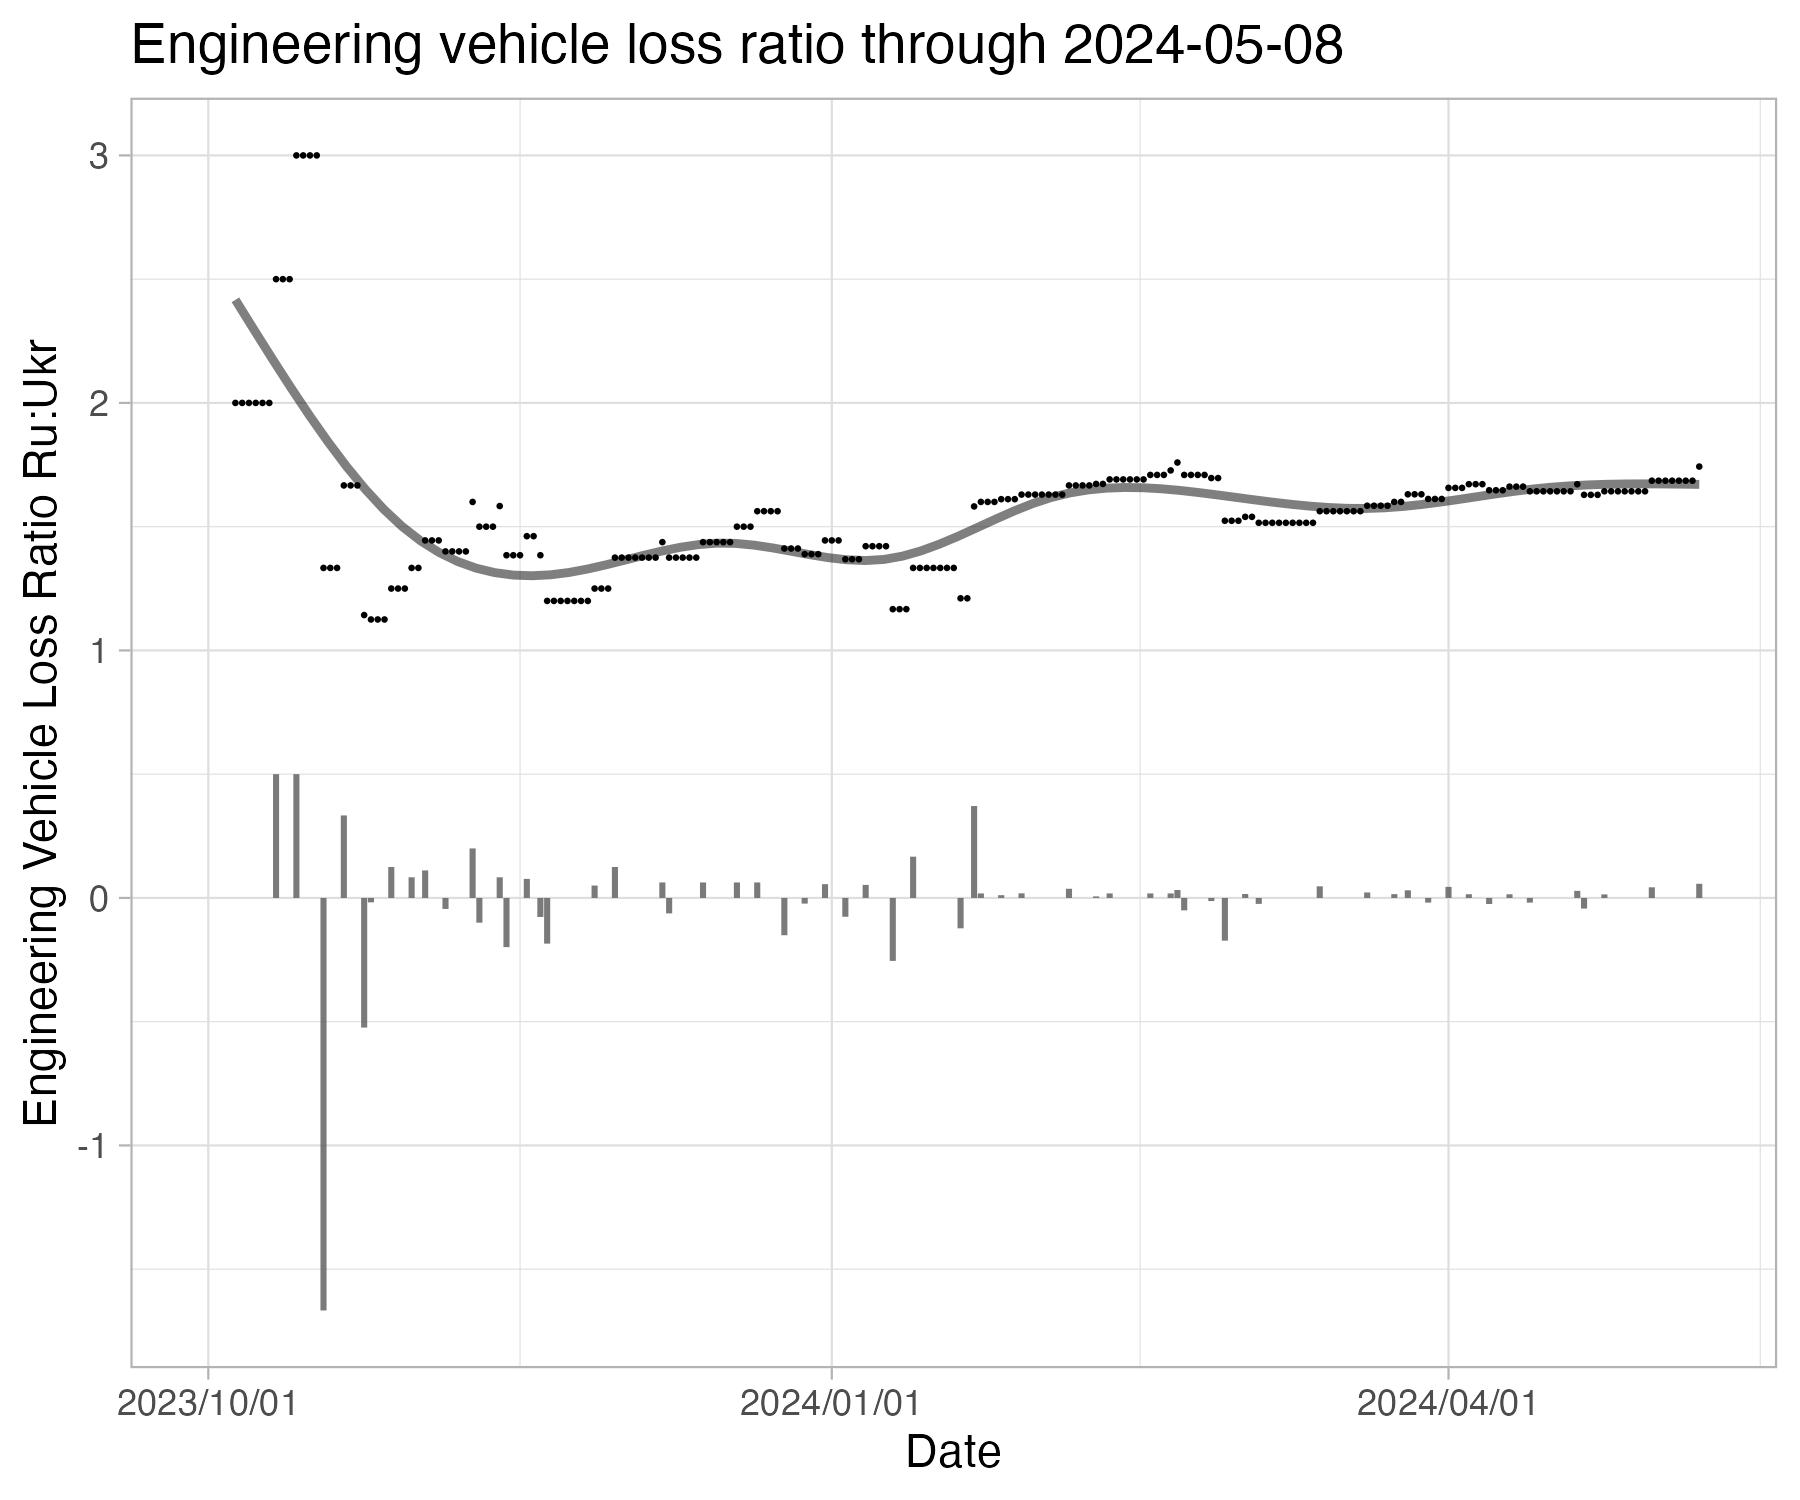 Engineering vehicle loss ratio through 2024-05-08
Engineering Vehicle Loss Ratio Ru:Ukr
3
2
1
0
-1
2023/10/01
2024/01/01
2024/04/01
Date